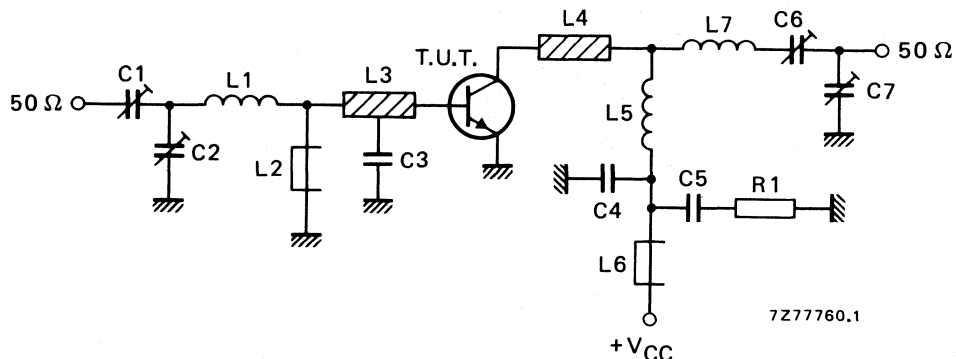 L4
L7
C6
50 Ω
T.U.T.
C1
L1
L3
C7
50 Ω
L5
C2
L2
C3
C4
C5
R1
L6
7Z77760.1
+VCC